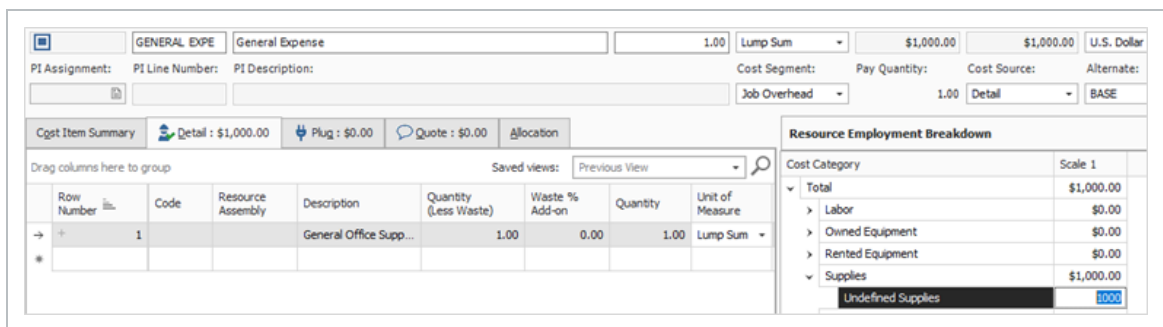 GENERAL EXPE General Expense 1.00 Lump Sum $1,000.00 $1,000.00 U.S. Dollar
PI Assignment: PI Line Number: PI Description: Cost Segment: Pay Quantity: Cost Source: Alternate:
Job Overhead 1.00 Detail BASE
Cost Item Summary Detail : $1,000.00 Plug : $0.00 Quote : $0.00 Allocation
Resource Employment Breakdown
Drag columns here to group Saved views: Previous View
Cost Category Scale 1
Row Number Code Resource Assembly Description Quantity (Less Waste) Waste % Add-on Quantity Unit of Measure
1 General Office Supp... 1.00 0.00 1.00 Lump Sum
Total $1,000.00
Labor $0.00
Owned Equipment $0.00
Rented Equipment $0.00
Supplies $1,000.00
Undefined Supplies 1000